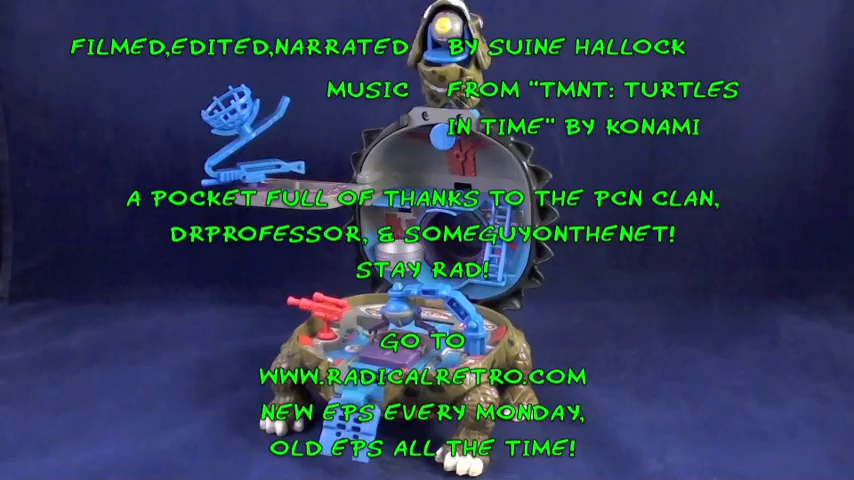 FILMED,EDITED,NARRATED BY SUINE HALLOCK
MUSIC FROM "TMNT: TURTLES
IN TIME" BY KONAMI
A POCKET FULL OF THANKS TO THE PCN CLAN,
DRPROFESSOR, & SOMEGUYONTHENET!
STAY RAD!
GO TO
WWW.RADICALRETRO.COM
NEW EPS EVERY MONDAY,
OLD EPS ALL THE TIME!